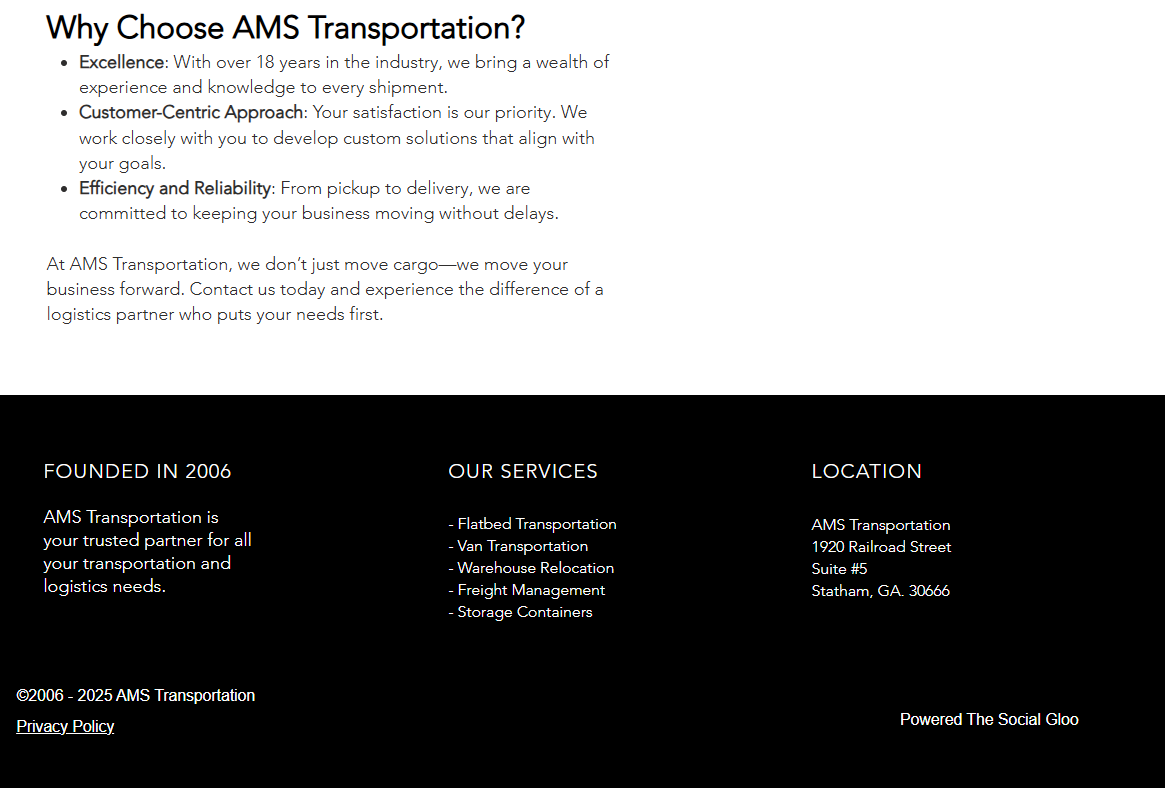 Why Choose AMS Transportation?
• Excellence: With over 18 years in the industry, we bring a wealth of
experience and knowledge to every shipment.
• Customer-Centric Approach: Your satisfaction is our priority. We
work closely with you to develop custom solutions that align with
your goals.
• Efficiency and Reliability: From pickup to delivery, we are
committed to keeping your business moving without delays.
At AMS Transportation, we don’t just move cargo—we move your
business forward. Contact us today and experience the difference of a
logistics partner who puts your needs first.
FOUNDED IN 2006
AMS Transportation is
your trusted partner for all
your transportation and
logistics needs.
OUR SERVICES
- Flatbed Transportation
- Van Transportation
- Warehouse Relocation
- Freight Management
- Storage Containers
LOCATION
AMS Transportation
1920 Railroad Street
Suite #5
Statham, GA. 30666
©2006 - 2025 AMS Transportation
Privacy Policy
Powered The Social Gloo